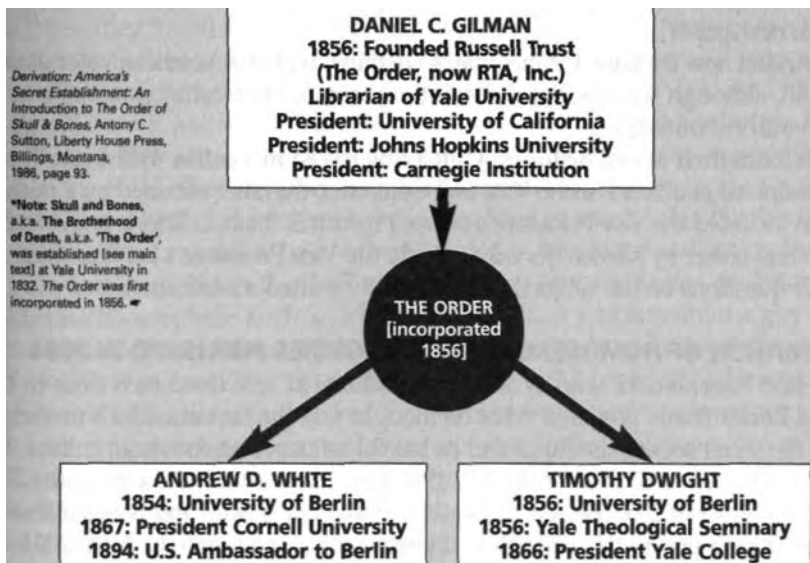 DANIEL C. GILMAN
1856: Founded Russell Trust
(The Order, now RTA, Inc.)
Librarian of Yale University
President: University of California
President: Johns Hopkins University
President: Carnegie Institution
Derivation: America's
Secret Establishment: An
Introduction to The Order of
Skull & Bones, Antony C.
Sutton, Liberty House Press,
Billings, Montana,
1986, page 93.
*Note: Skull and Bones,
a.k.a. The Brotherhood
of Death, a.k.a. 'The Order',
was established [see main
text] at Yale University in
1832. The Order was first
incorporated in 1856.
THE ORDER
[incorporated
1856]
ANDREW D. WHITE
1854: University of Berlin
1867: President Cornell University
1894: U.S. Ambassador to Berlin
TIMOTHY DWIGHT
1856: University of Berlin
1856: Yale Theological Seminary
1866: President Yale College